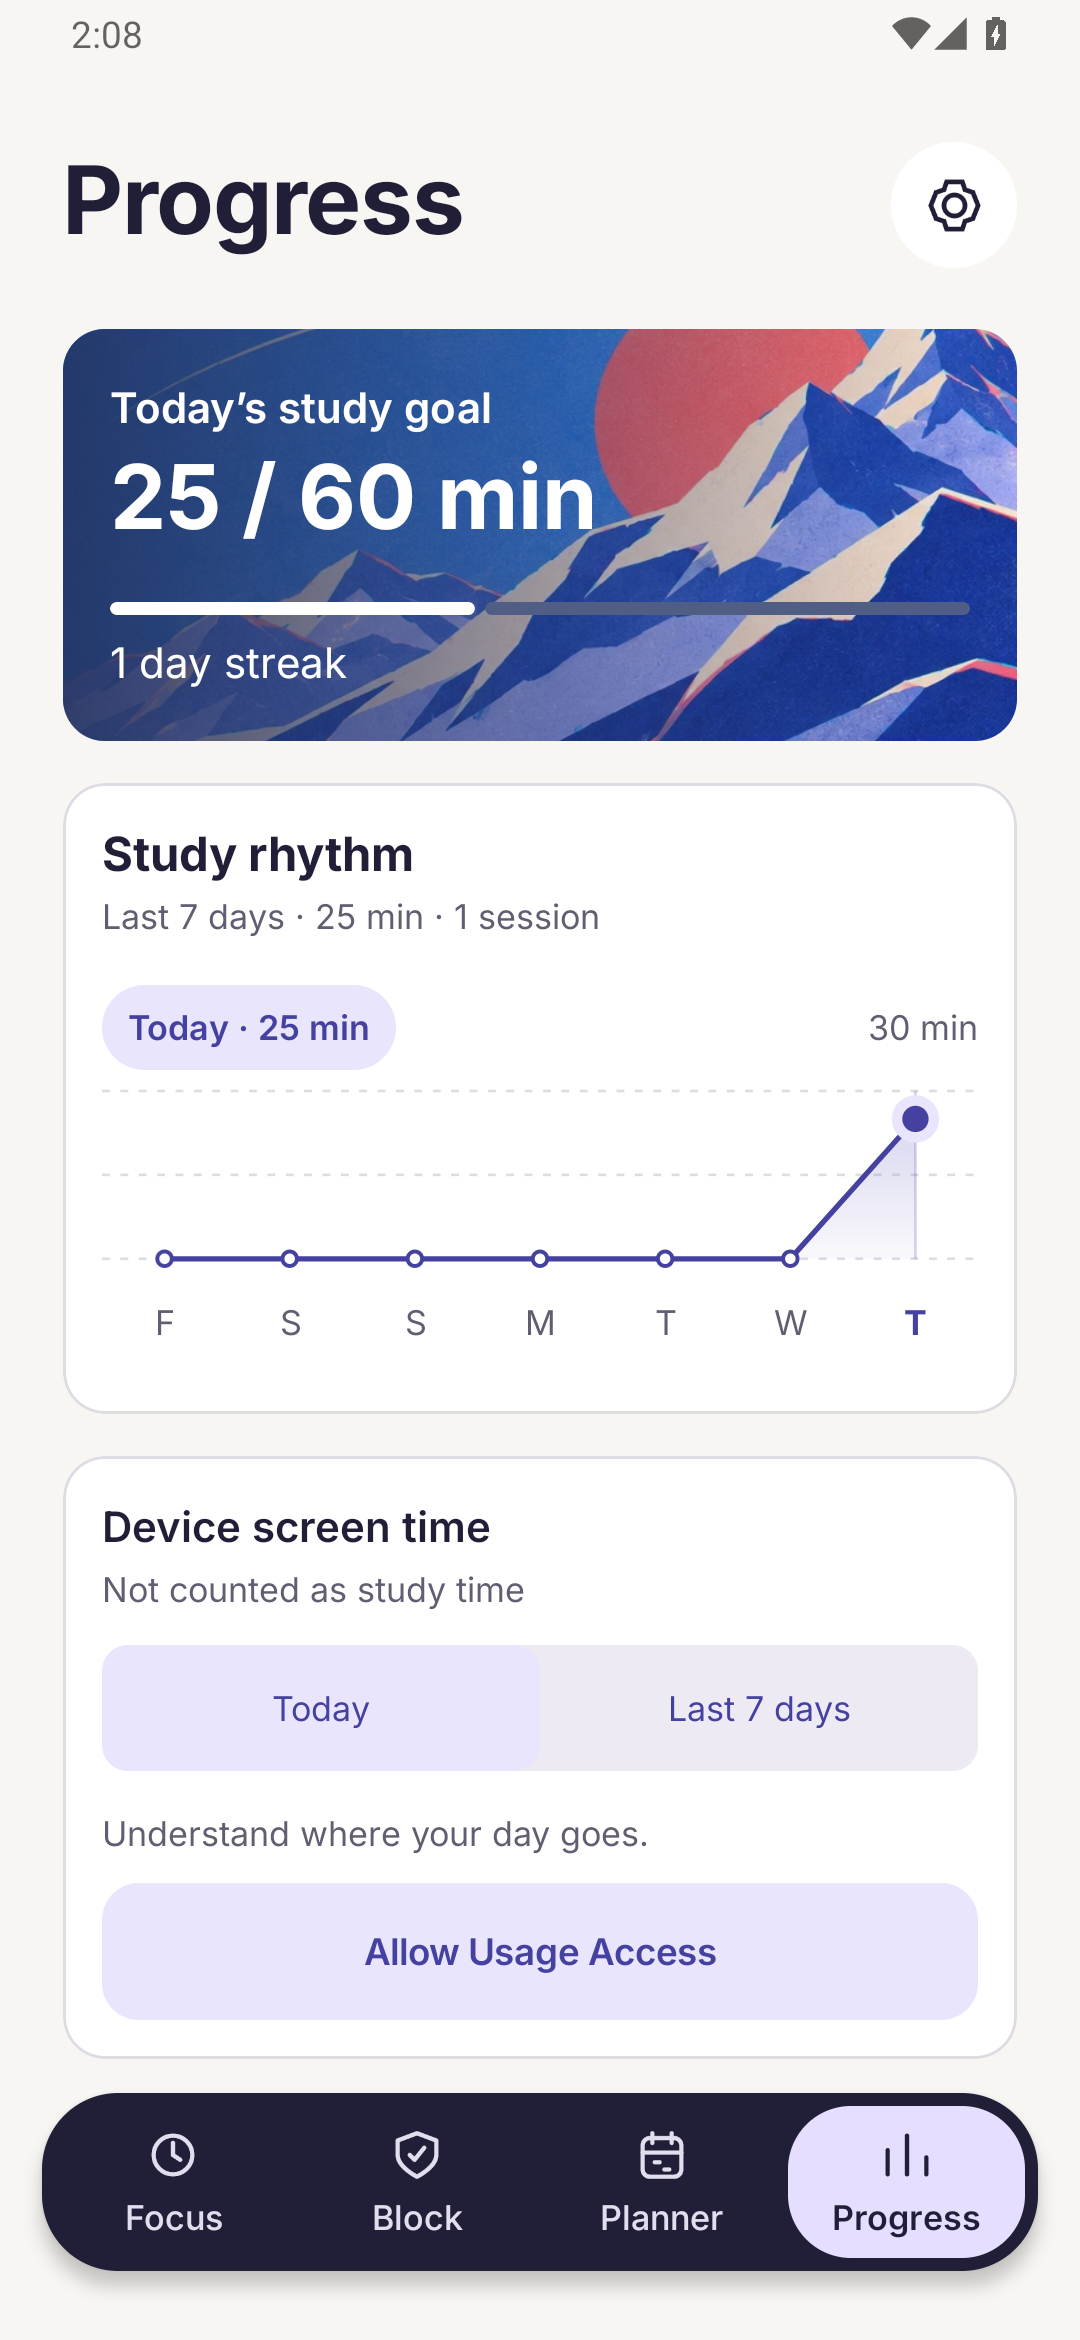 2:08
Progress
Today’s study goal
25 / 60 min
1 day streak
Study rhythm
Last 7 days · 25 min · 1 session
Today · 25 min
30 min
F S S M T W T
Device screen time
Not counted as study time
Today Last 7 days
Understand where your day goes.
Allow Usage Access
Focus Block Planner Progress